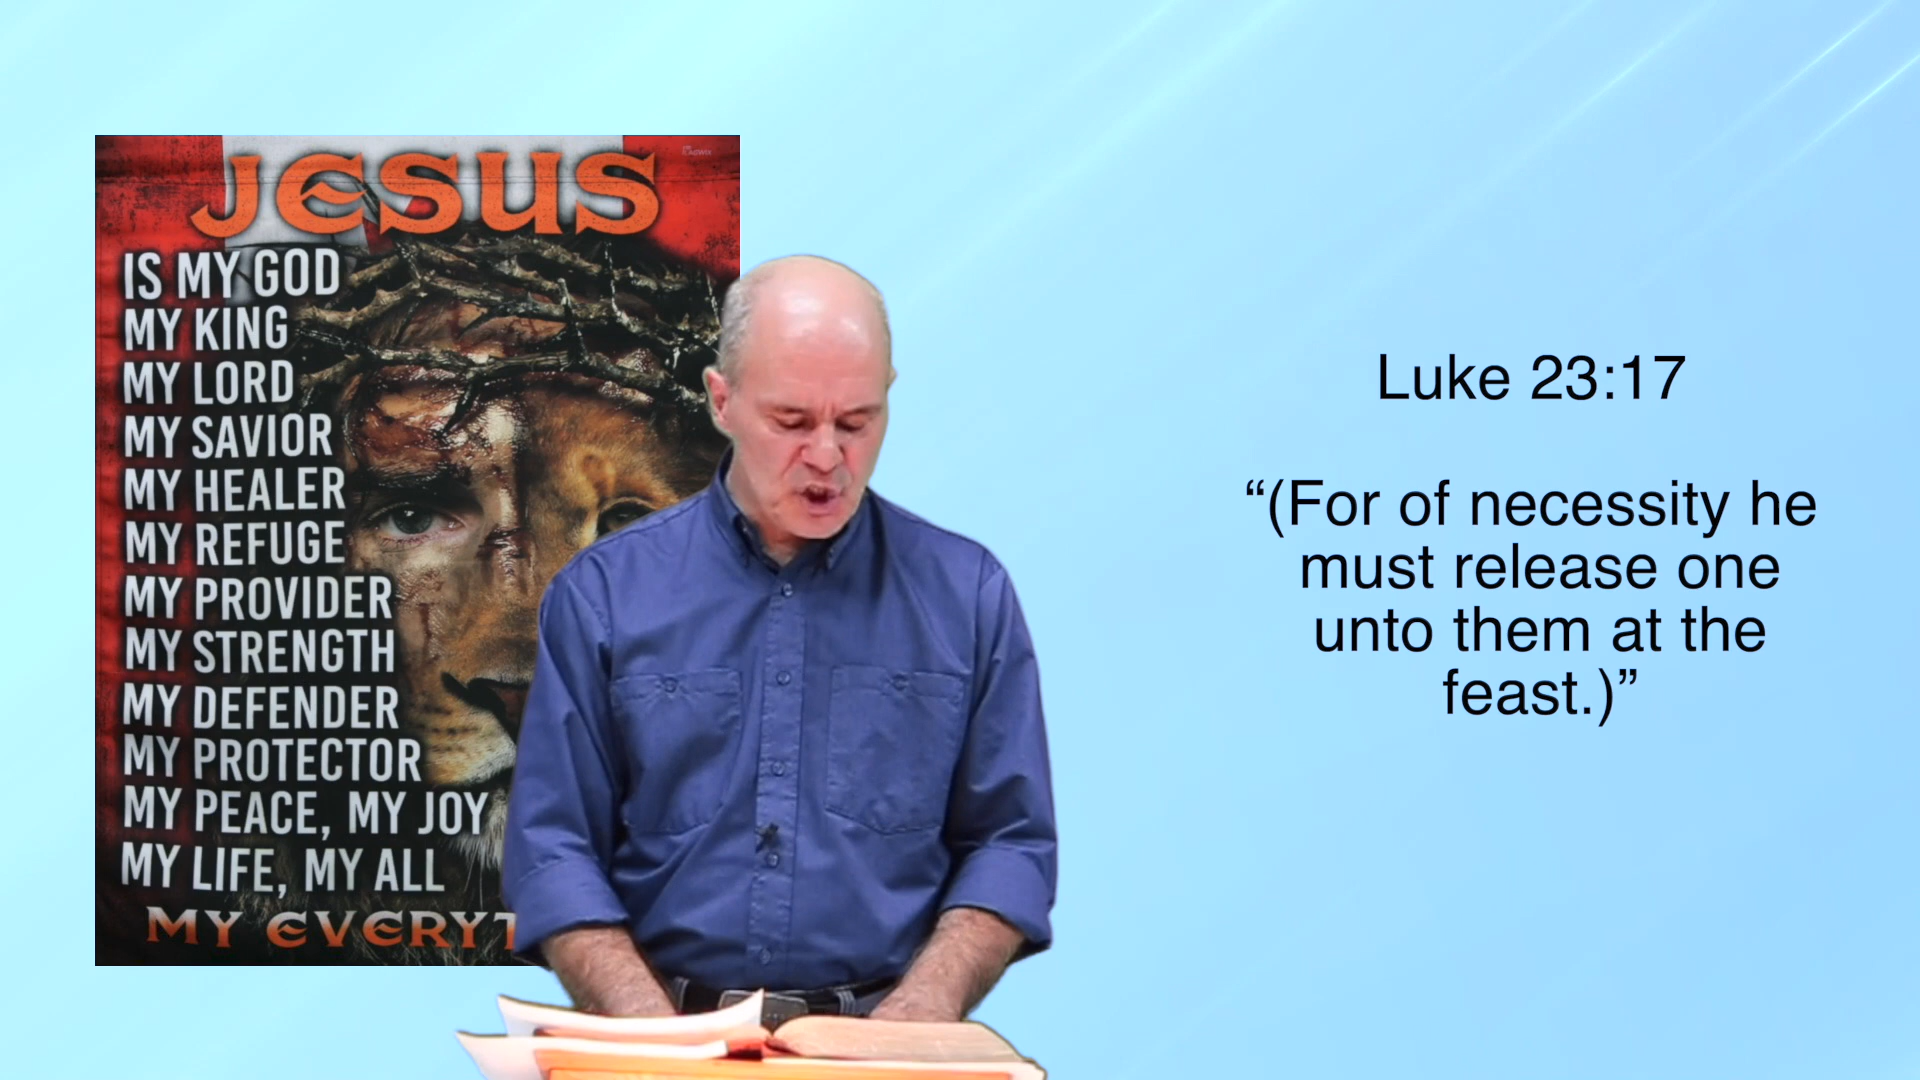 JESUS
IS MY GOD
MY KING
MY LORD
MY SAVIOR
MY HEALER
MY REFUGE
MY PROVIDER
MY STRENGTH
MY DEFENDER
MY PROTECTOR
MY PEACE, MY JOY
MY LIFE, MY ALL
MY EVERYT
Luke 23:17
“(For of necessity he
must release one
unto them at the
feast.)”